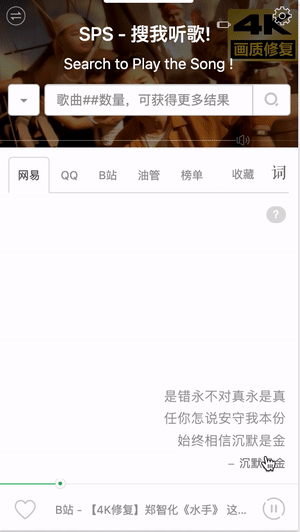 4K
画质修复
SPS - 搜我听歌!
Search to Play the Song !
歌曲##数量，可获得更多结果
网易 QQ B站 油管 榜单 收藏 词
?
是错永不对真永是真
任你怎说安守我本份
始终相信沉默是金
– 沉默是金
B站 - 【4K修复】郑智化《水手》 这...